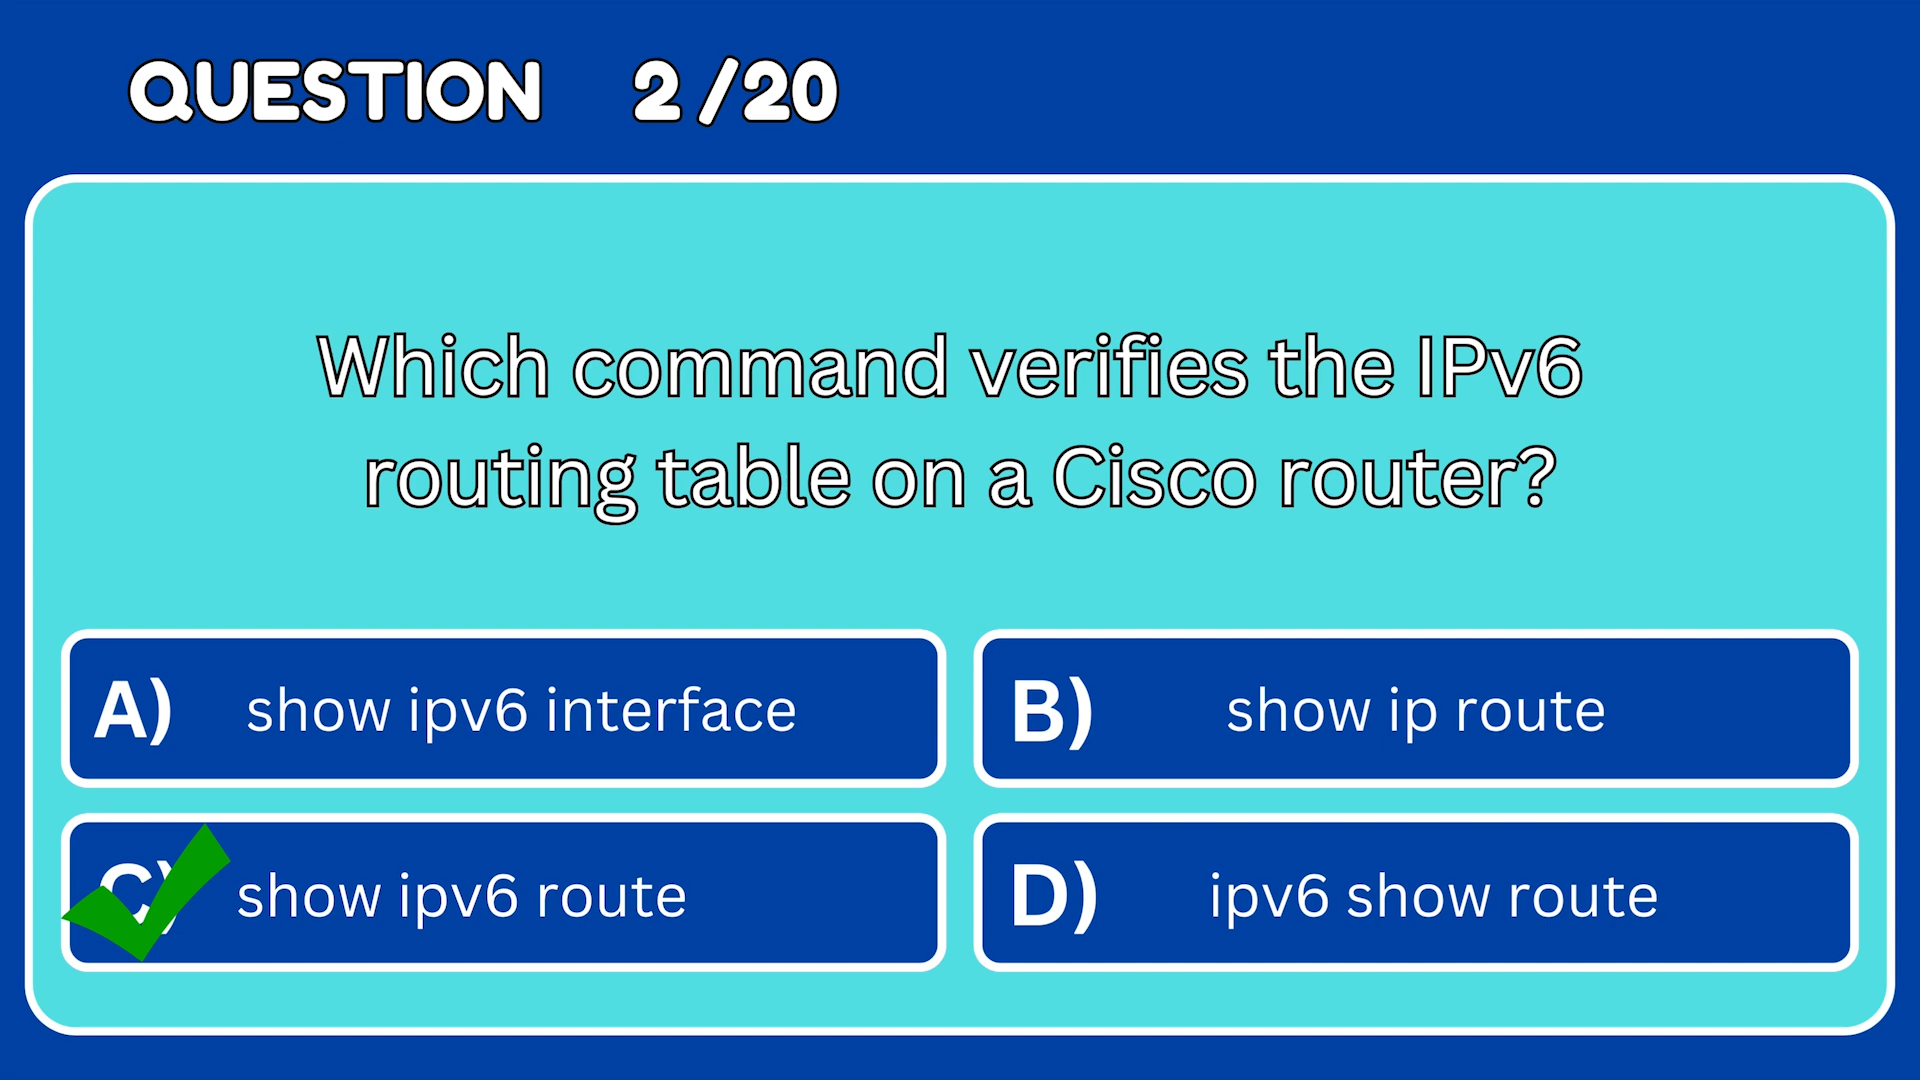 QUESTION 2 /20
Which command verifies the IPv6
routing table on a Cisco router?
A) show ipv6 interface
B) show ip route
C) show ipv6 route
D) ipv6 show route